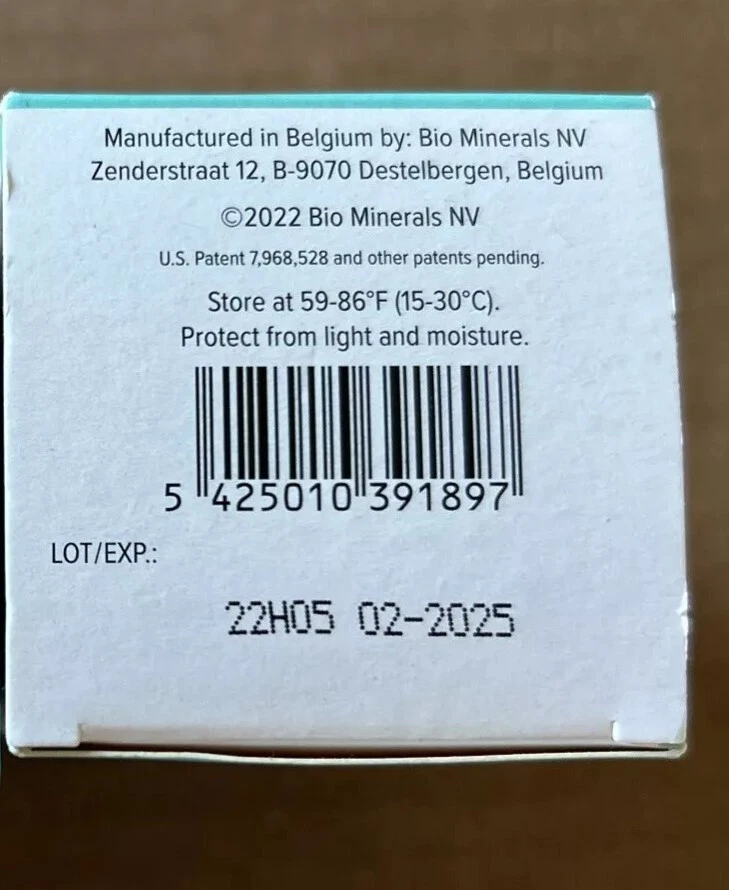 Manufactured in Belgium by: Bio Minerals NV
Zenderstraat 12, B-9070 Destelbergen, Belgium
©2022 Bio Minerals NV
U.S. Patent 7,968,528 and other patents pending.
Store at 59-86°F (15-30°C).
Protect from light and moisture.
5 425010 391897
LOT/EXP.:
22H05 02-2025